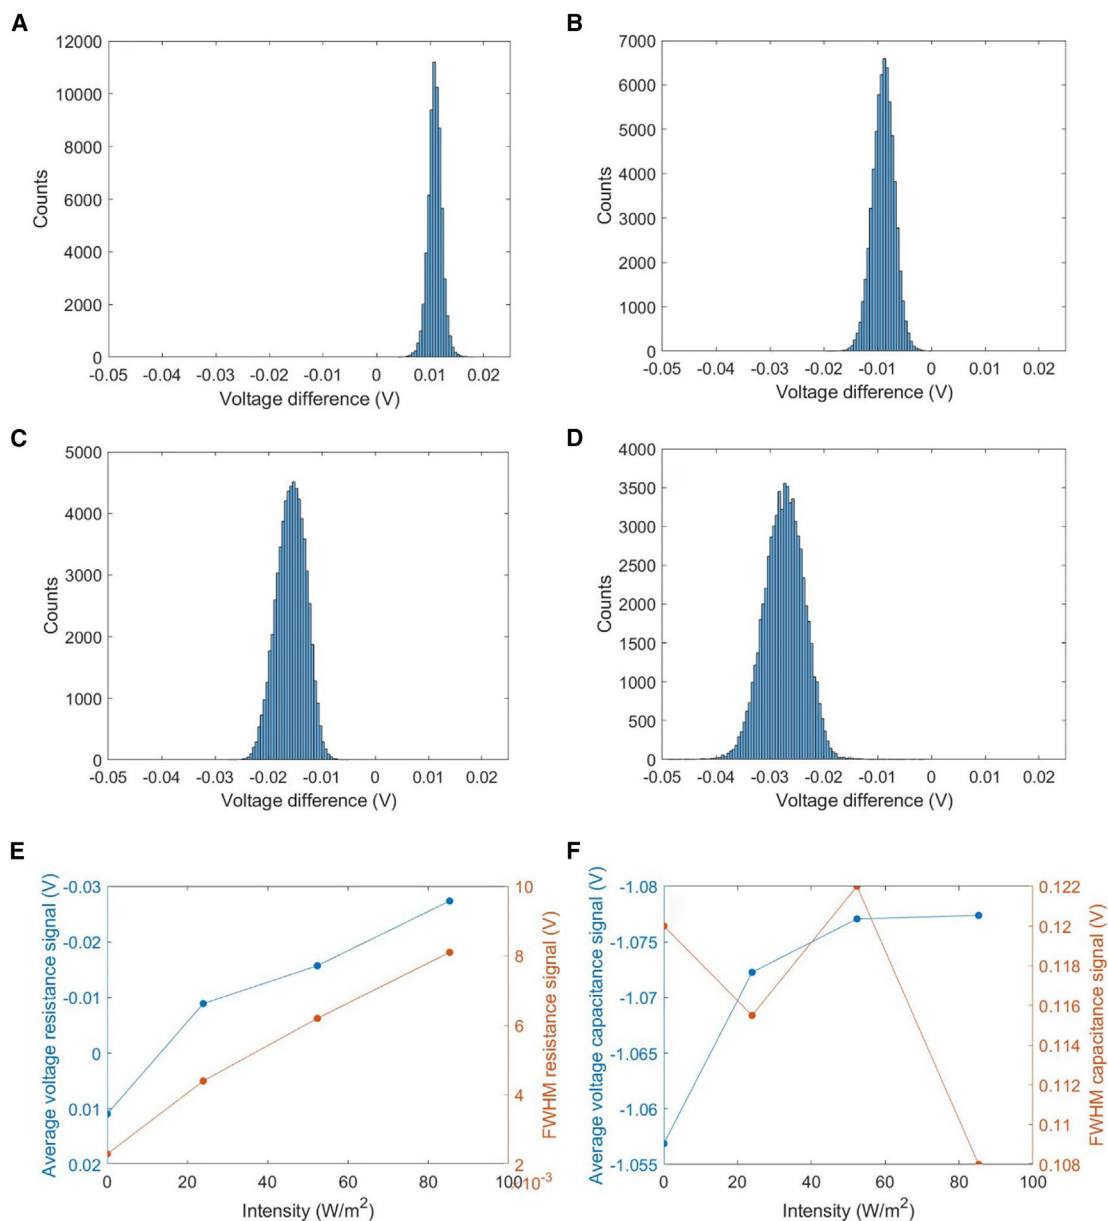 A
12000
10000
8000
6000
4000
2000
0
Counts
-0.05 -0.04 -0.03 -0.02 -0.01 0 0.01 0.02
Voltage difference (V)
B
7000
6000
5000
4000
3000
2000
1000
0
Counts
-0.05 -0.04 -0.03 -0.02 -0.01 0 0.01 0.02
Voltage difference (V)
C
5000
4000
3000
2000
1000
0
Counts
-0.05 -0.04 -0.03 -0.02 -0.01 0 0.01 0.02
Voltage difference (V)
D
4000
3500
3000
2500
2000
1500
1000
500
0
Counts
-0.05 -0.04 -0.03 -0.02 -0.01 0 0.01 0.02
Voltage difference (V)
E
Average voltage resistance signal (V)
-0.03
-0.02
-0.01
0
0.01
0.02
10
8
6
4
2
FWHM resistance signal (V)
0 20 40 60 80 100
Intensity (W/m²)
F
Average voltage capacitance signal (V)
-1.08
-1.075
-1.07
-1.065
-1.06
-1.055
0.122
0.12
0.118
0.116
0.114
0.112
0.11
0.108
FWHM capacitance signal (V)
0 20 40 60 80 100
Intensity (W/m²)